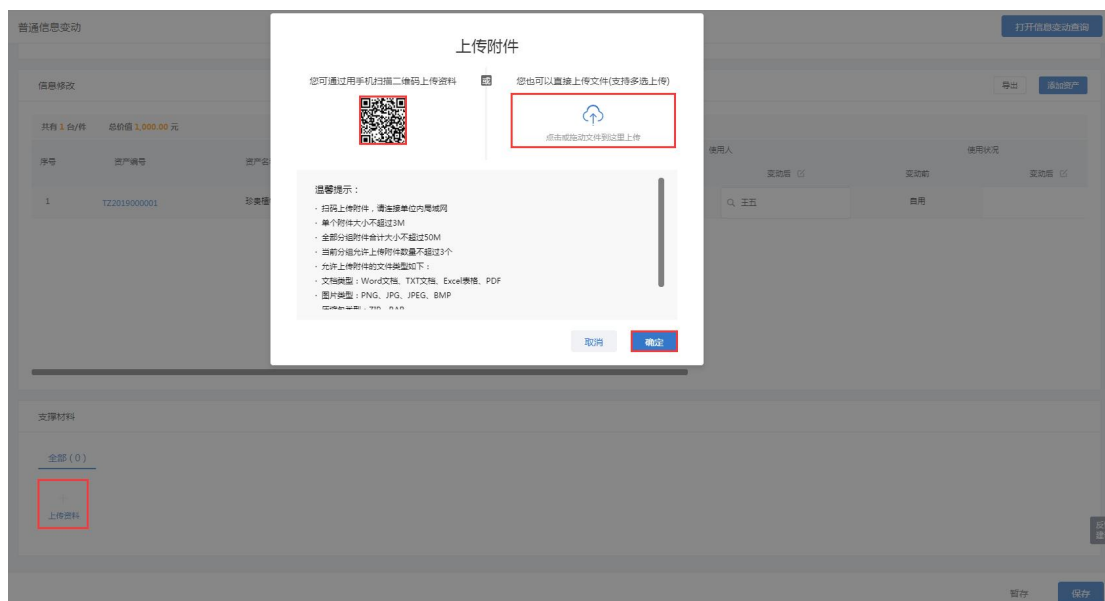 普通信息变动
打开信息变动查询
上传附件
您可通过用手机扫描二维码上传资料
或
您也可以直接上传文件(支持多选上传)
点击或拖动文件到这里上传
信息修改
导出
添加资产
共有 1 台/件 总价值 1,000.00 元
使用人
使用状况
序号
资产编号
资产名
变动后
变动前
变动后
1
TZ2019000001
王五
自用
温馨提示：
· 扫码上传附件，请连接单位内局域网
· 单个附件大小不超过3M
· 全部分组附件合计大小不超过50M
· 当前分组允许上传附件数量不超过3个
· 允许上传附件的文件类型如下：
· 文档类型：Word文档、TXT文档、Excel表格、PDF
· 图片类型：PNG、JPG、JPEG、BMP
· 压缩包类型：ZIP、RAR
取消
确定
支撑材料
全部 ( 0 )
上传资料
暂存
保存